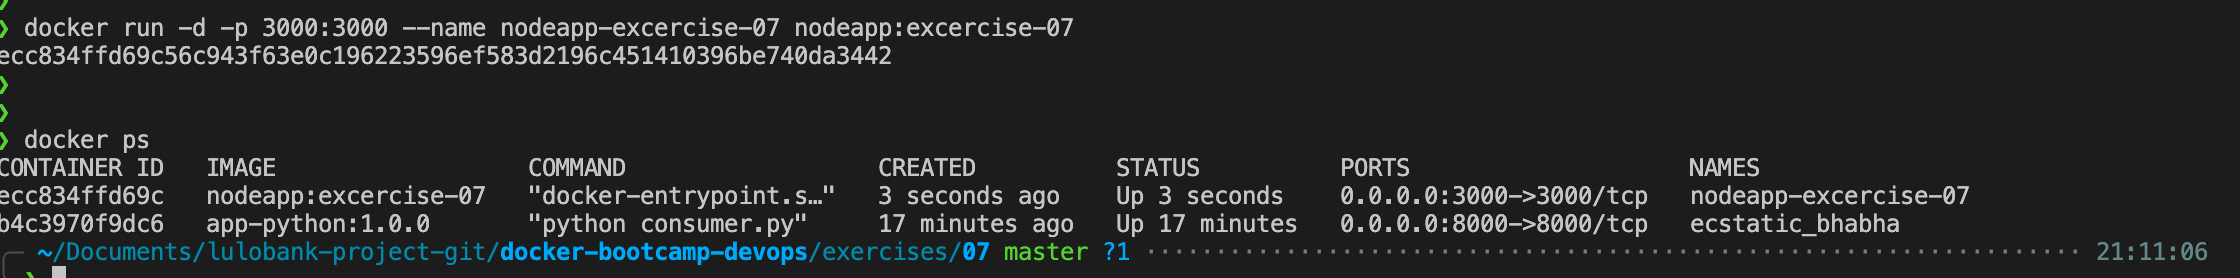 ❯ docker run -d -p 3000:3000 --name nodeapp-excercise-07 nodeapp:excercise-07
ecc834ffd69c56c943f63e0c196223596ef583d2196c451410396be740da3442
❯
❯
❯ docker ps
CONTAINER ID IMAGE COMMAND CREATED STATUS PORTS NAMES
ecc834ffd69c nodeapp:excercise-07 "docker-entrypoint.s…" 3 seconds ago Up 3 seconds 0.0.0.0:3000->3000/tcp nodeapp-excercise-07
b4c3970f9dc6 app-python:1.0.0 "python consumer.py" 17 minutes ago Up 17 minutes 0.0.0.0:8000->8000/tcp ecstatic_bhabha
~/Documents/lulobank-project-git/docker-bootcamp-devops/exercises/07 master ?1 21:11:06